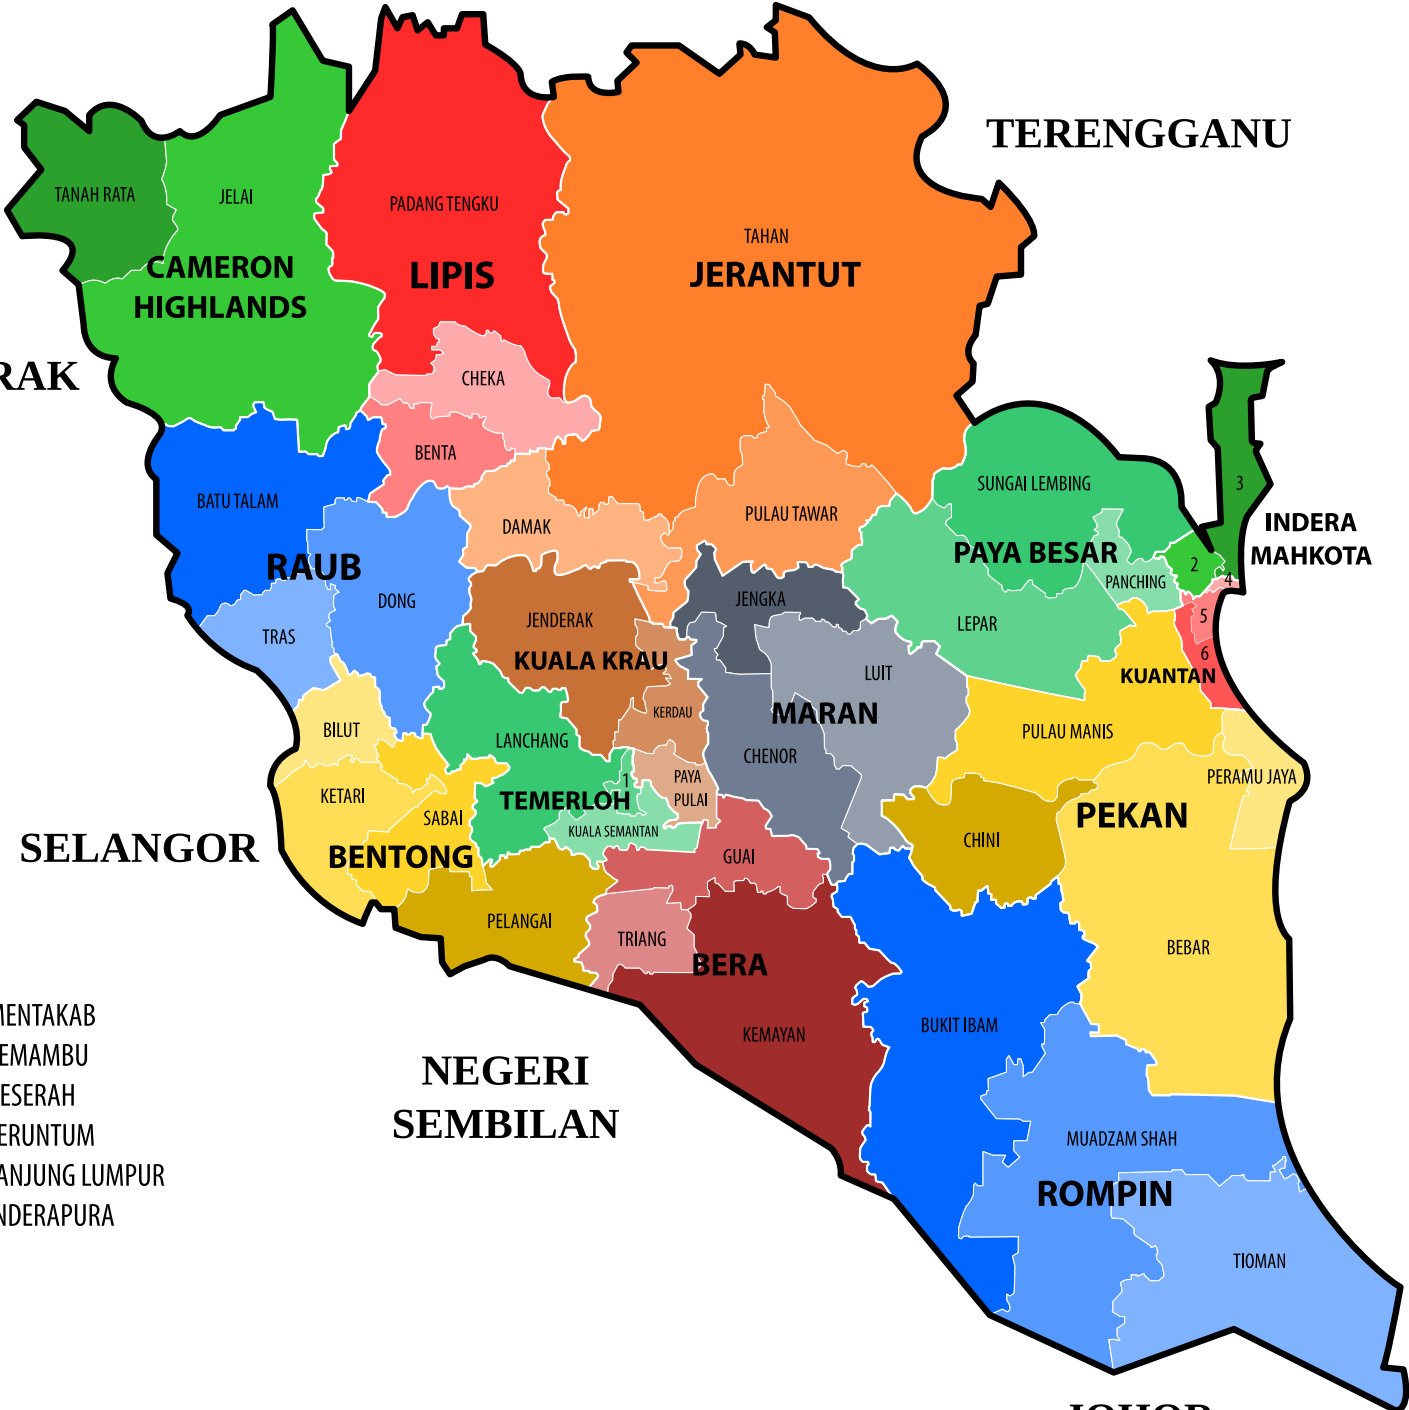 TERENGGANU
TANAH RATA
JELAI
PADANG TENGKU
TAHAN
CAMERON
HIGHLANDS
LIPIS
JERANTUT
RAK
CHEKA
BENTA
BATU TALAM
DAMAK
PULAU TAWAR
SUNGAI LEMBING
3
INDERA
MAHKOTA
RAUB
PAYA BESAR
2
PANCHING
4
DONG
JENGKA
TRAS
JENDERAK
LEPAR
5
KUALA KRAU
6
LUIT
KUANTAN
KERDAU
MARAN
BILUT
LANCHANG
PULAU MANIS
CHENOR
1
PAYA
PULAI
PERAMU JAYA
KETARI
TEMERLOH
SABAI
KUALA SEMANTAN
PEKAN
CHINI
SELANGOR
BENTONG
GUAI
PELANGAI
TRIANG
BERA
BEBAR
MENTAKAB
EMAMBU
ESERAH
ERUNTUM
ANJUNG LUMPUR
NDERAPURA
KEMAYAN
BUKIT IBAM
NEGERI
SEMBILAN
MUADZAM SHAH
ROMPIN
TIOMAN
JOHOR